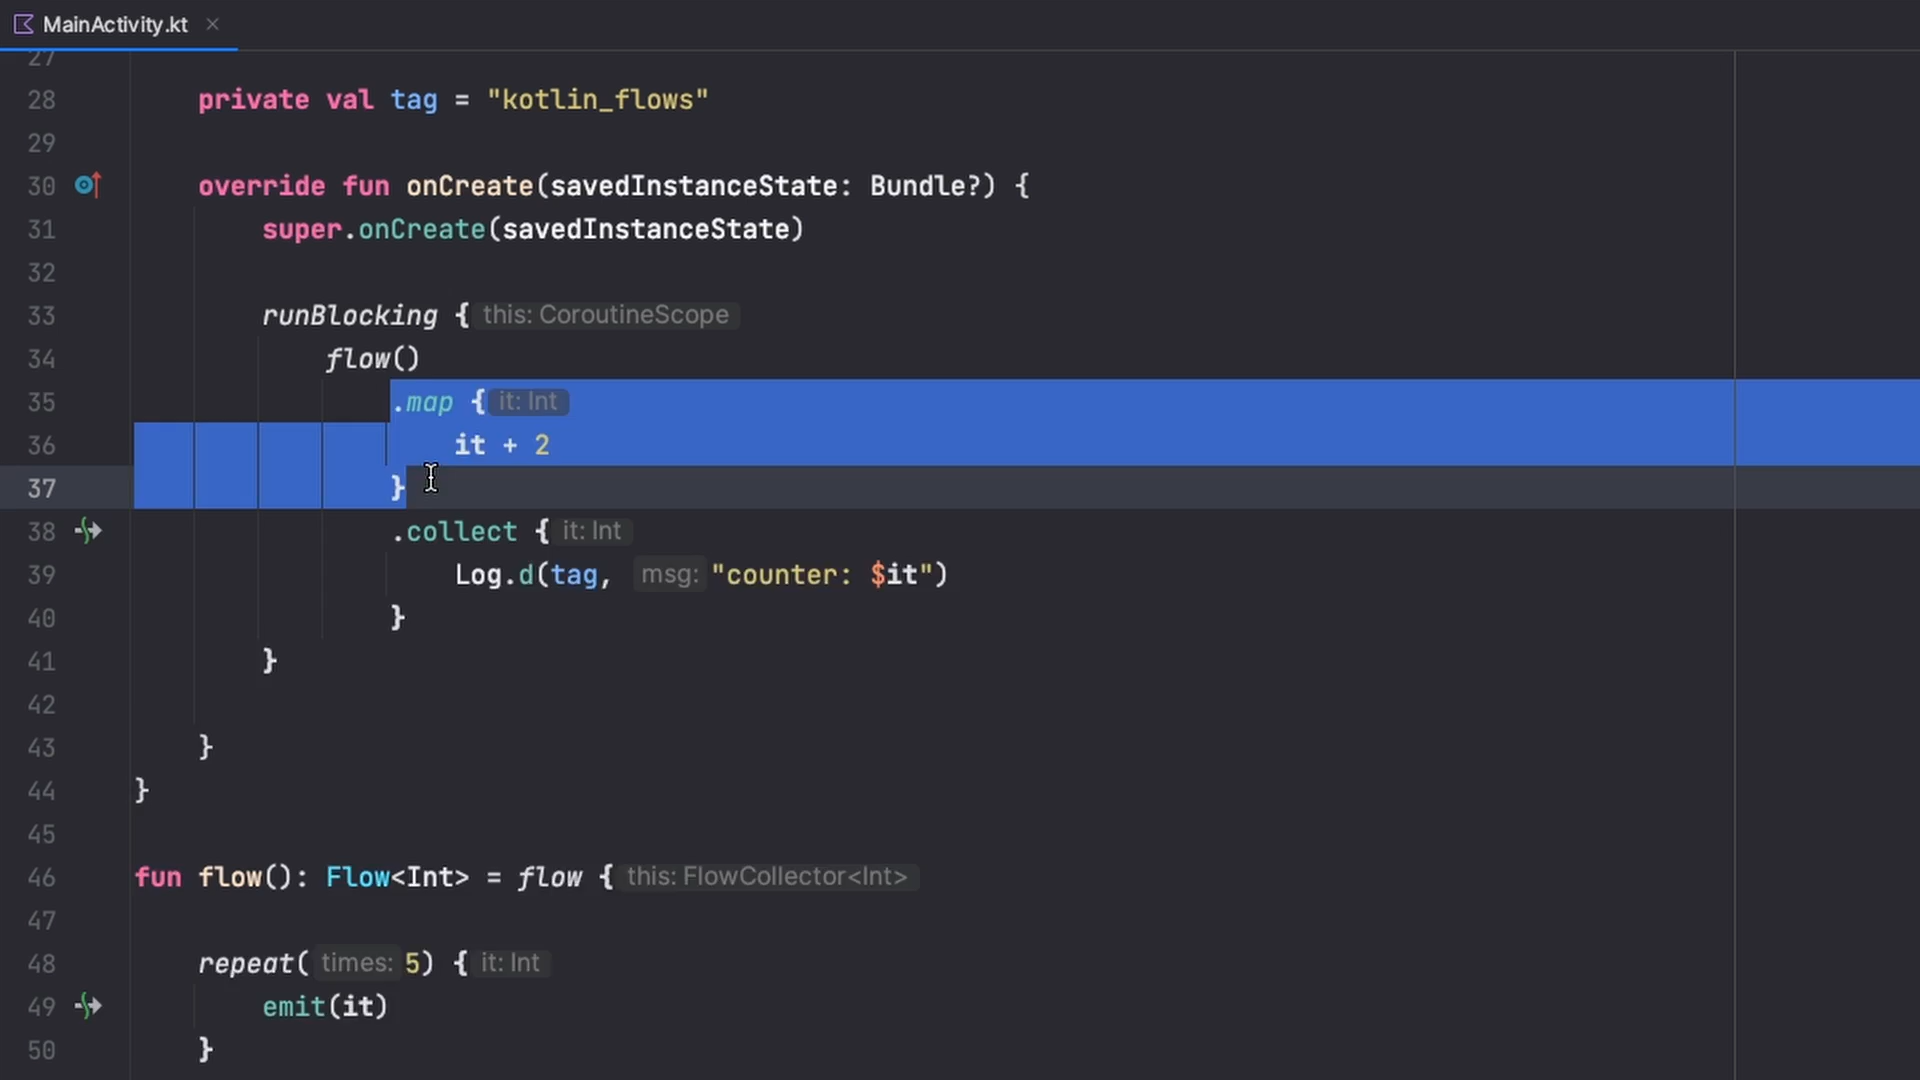 MainActivity.kt
27
28 private val tag = "kotlin_flows"
29
30 override fun onCreate(savedInstanceState: Bundle?) {
31 super.onCreate(savedInstanceState)
32
33 runBlocking { this: CoroutineScope
34 flow()
35 .map { it: Int
36 it + 2
37 }
38 .collect { it: Int
39 Log.d(tag, msg: "counter: $it")
40 }
41 }
42
43 }
44 }
45
46 fun flow(): Flow<Int> = flow { this: FlowCollector<Int>
47
48 repeat( times: 5) { it: Int
49 emit(it)
50 }